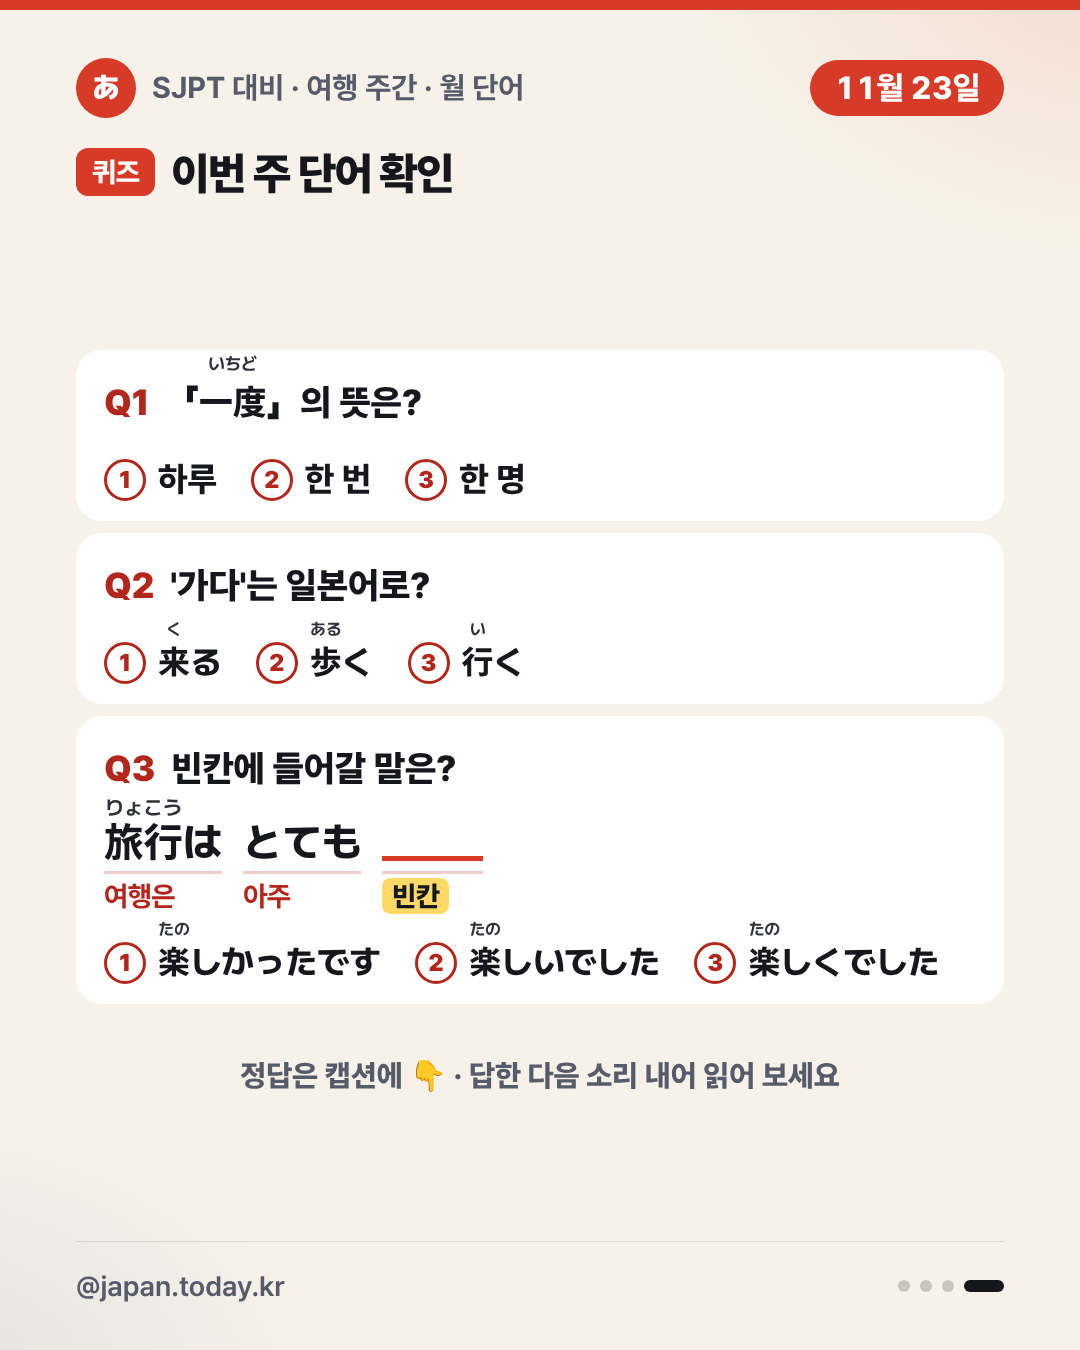 あ SJPT 대비 · 여행 주간 · 월 단어
11월 23일
퀴즈 이번 주 단어 확인
いちど
Q1 「一度」의 뜻은?
1 하루 2 한 번 3 한 명
Q2 '가다'는 일본어로?
く ある い
1 来る 2 歩く 3 行く
Q3 빈칸에 들어갈 말은?
りょこう
旅行は とても
여행은 아주 빈칸
たの たの たの
1 楽しかったです 2 楽しいでした 3 楽しくでした
정답은 캡션에 👇 · 답한 다음 소리 내어 읽어 보세요
@japan.today.kr